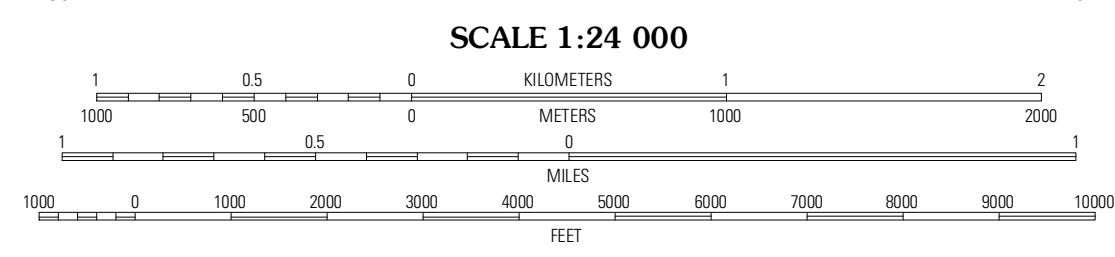 SCALE 1:24 000
1 0.5 0 KILOMETERS 1 2
1000 500 0 METERS 1000 2000
1 0.5 0 1
MILES
1000 0 1000 2000 3000 4000 5000 6000 7000 8000 9000 10000
FEET